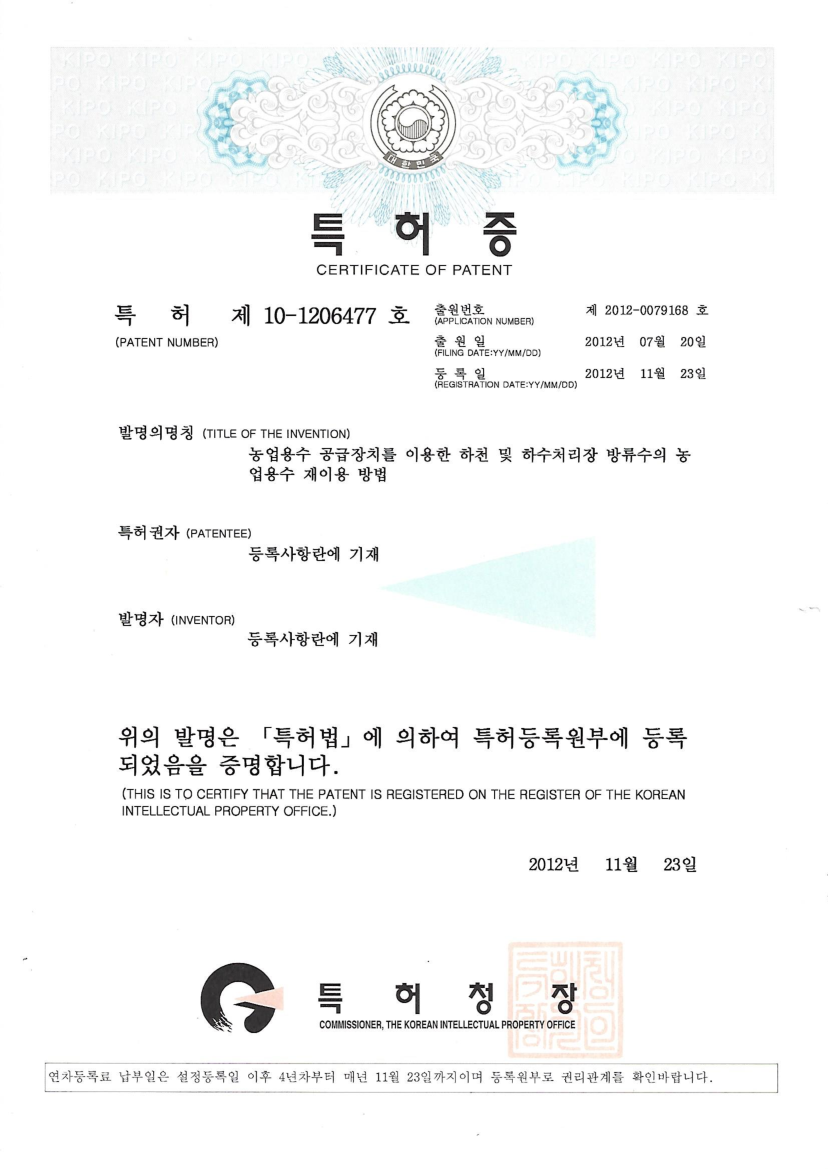 대한민국
특 허 증
CERTIFICATE OF PATENT
특 허 제 10-1206477 호
(PATENT NUMBER)
출원번호 제 2012-0079168 호
(APPLICATION NUMBER)
출 원 일 2012년 07월 20일
(FILING DATE:YY/MM/DD)
등 록 일 2012년 11월 23일
(REGISTRATION DATE:YY/MM/DD)
발명의명칭 (TITLE OF THE INVENTION)
농업용수 공급장치를 이용한 하천 및 하수처리장 방류수의 농
업용수 재이용 방법
특허권자 (PATENTEE)
등록사항란에 기재
발명자 (INVENTOR)
등록사항란에 기재
위의 발명은 「특허법」에 의하여 특허등록원부에 등록
되었음을 증명합니다.
(THIS IS TO CERTIFY THAT THE PATENT IS REGISTERED ON THE REGISTER OF THE KOREAN
INTELLECTUAL PROPERTY OFFICE.)
2012년 11월 23일
특 허 청 장
COMMISSIONER, THE KOREAN INTELLECTUAL PROPERTY OFFICE
연차등록료 납부일은 설정등록일 이후 4년차부터 매년 11월 23일까지이며 등록원부로 권리관계를 확인바랍니다.